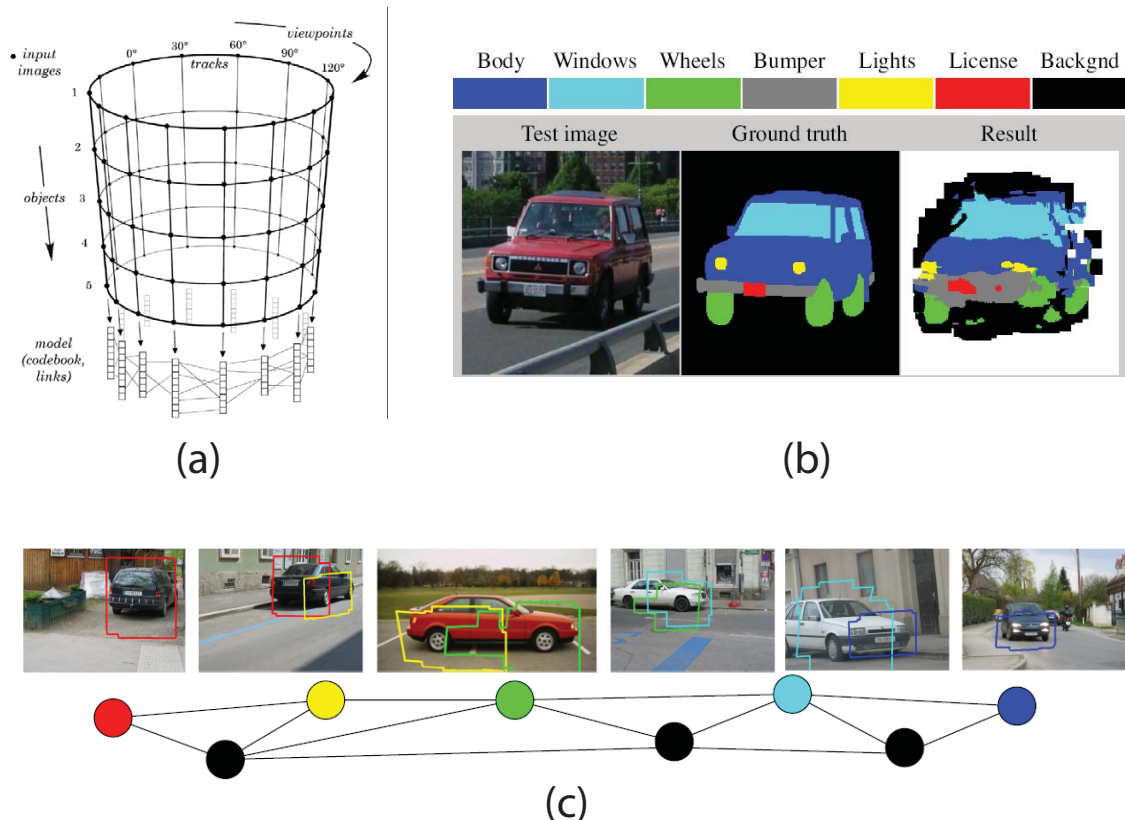 viewpoints
input
images
0°
30°
60°
90°
120°
tracks
1
2
3
4
5
objects
model
(codebook,
links)
(a)
Body Windows Wheels Bumper Lights License Backgnd
Test image Ground truth Result
(b)
(c)